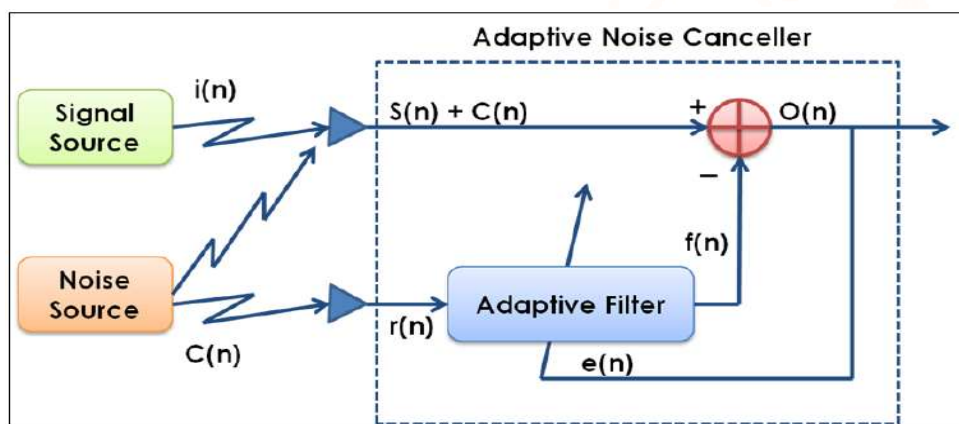 Adaptive Noise Canceller
Signal
Source
i(n)
S(n) + C(n)
+
O(n)
−
f(n)
Noise
Source
C(n)
r(n)
Adaptive Filter
e(n)